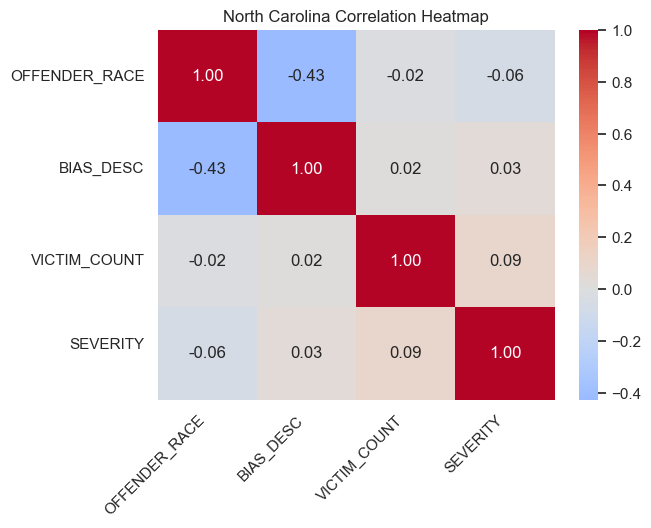 North Carolina Correlation Heatmap
OFFENDER_RACE 1.00 -0.43 -0.02 -0.06
BIAS_DESC -0.43 1.00 0.02 0.03
VICTIM_COUNT -0.02 0.02 1.00 0.09
SEVERITY -0.06 0.03 0.09 1.00
OFFENDER_RACE BIAS_DESC VICTIM_COUNT SEVERITY
1.0
0.8
0.6
0.4
0.2
0.0
−0.2
−0.4